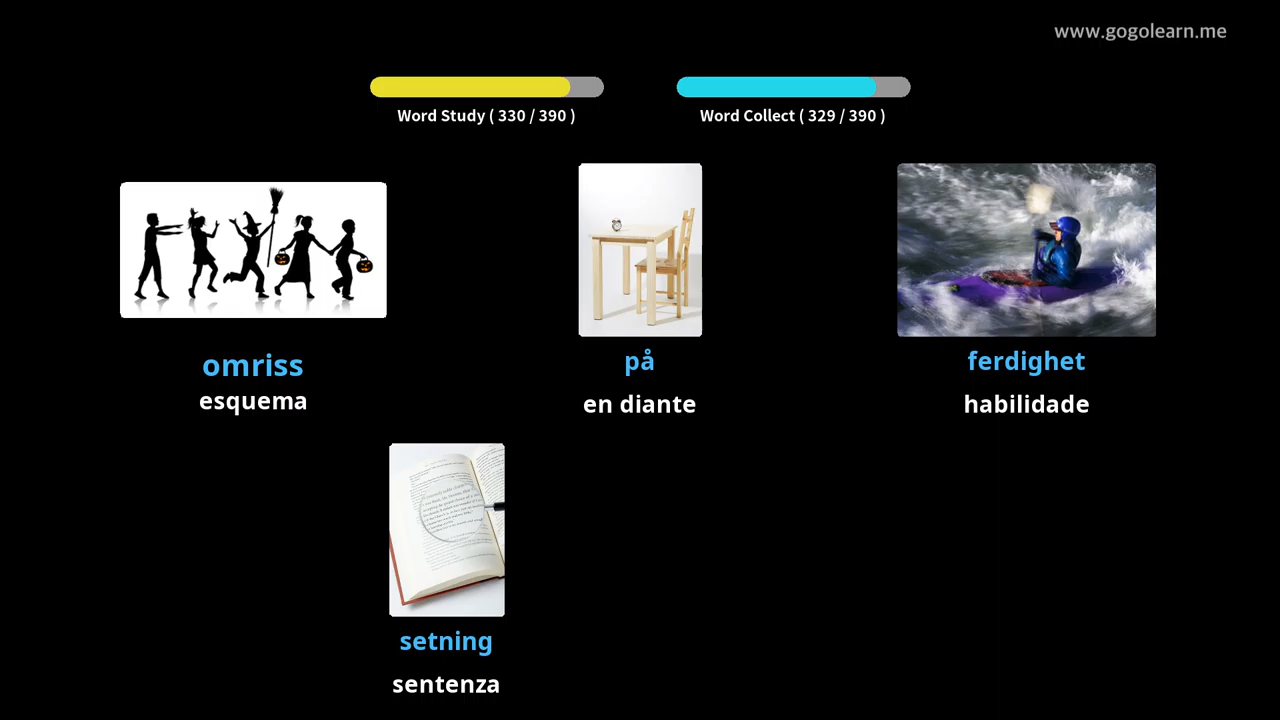 www.gogolearn.me
Word Study ( 330 / 390 )
Word Collect ( 329 / 390 )
omriss
esquema
på
en diante
ferdighet
habilidade
setning
sentenza